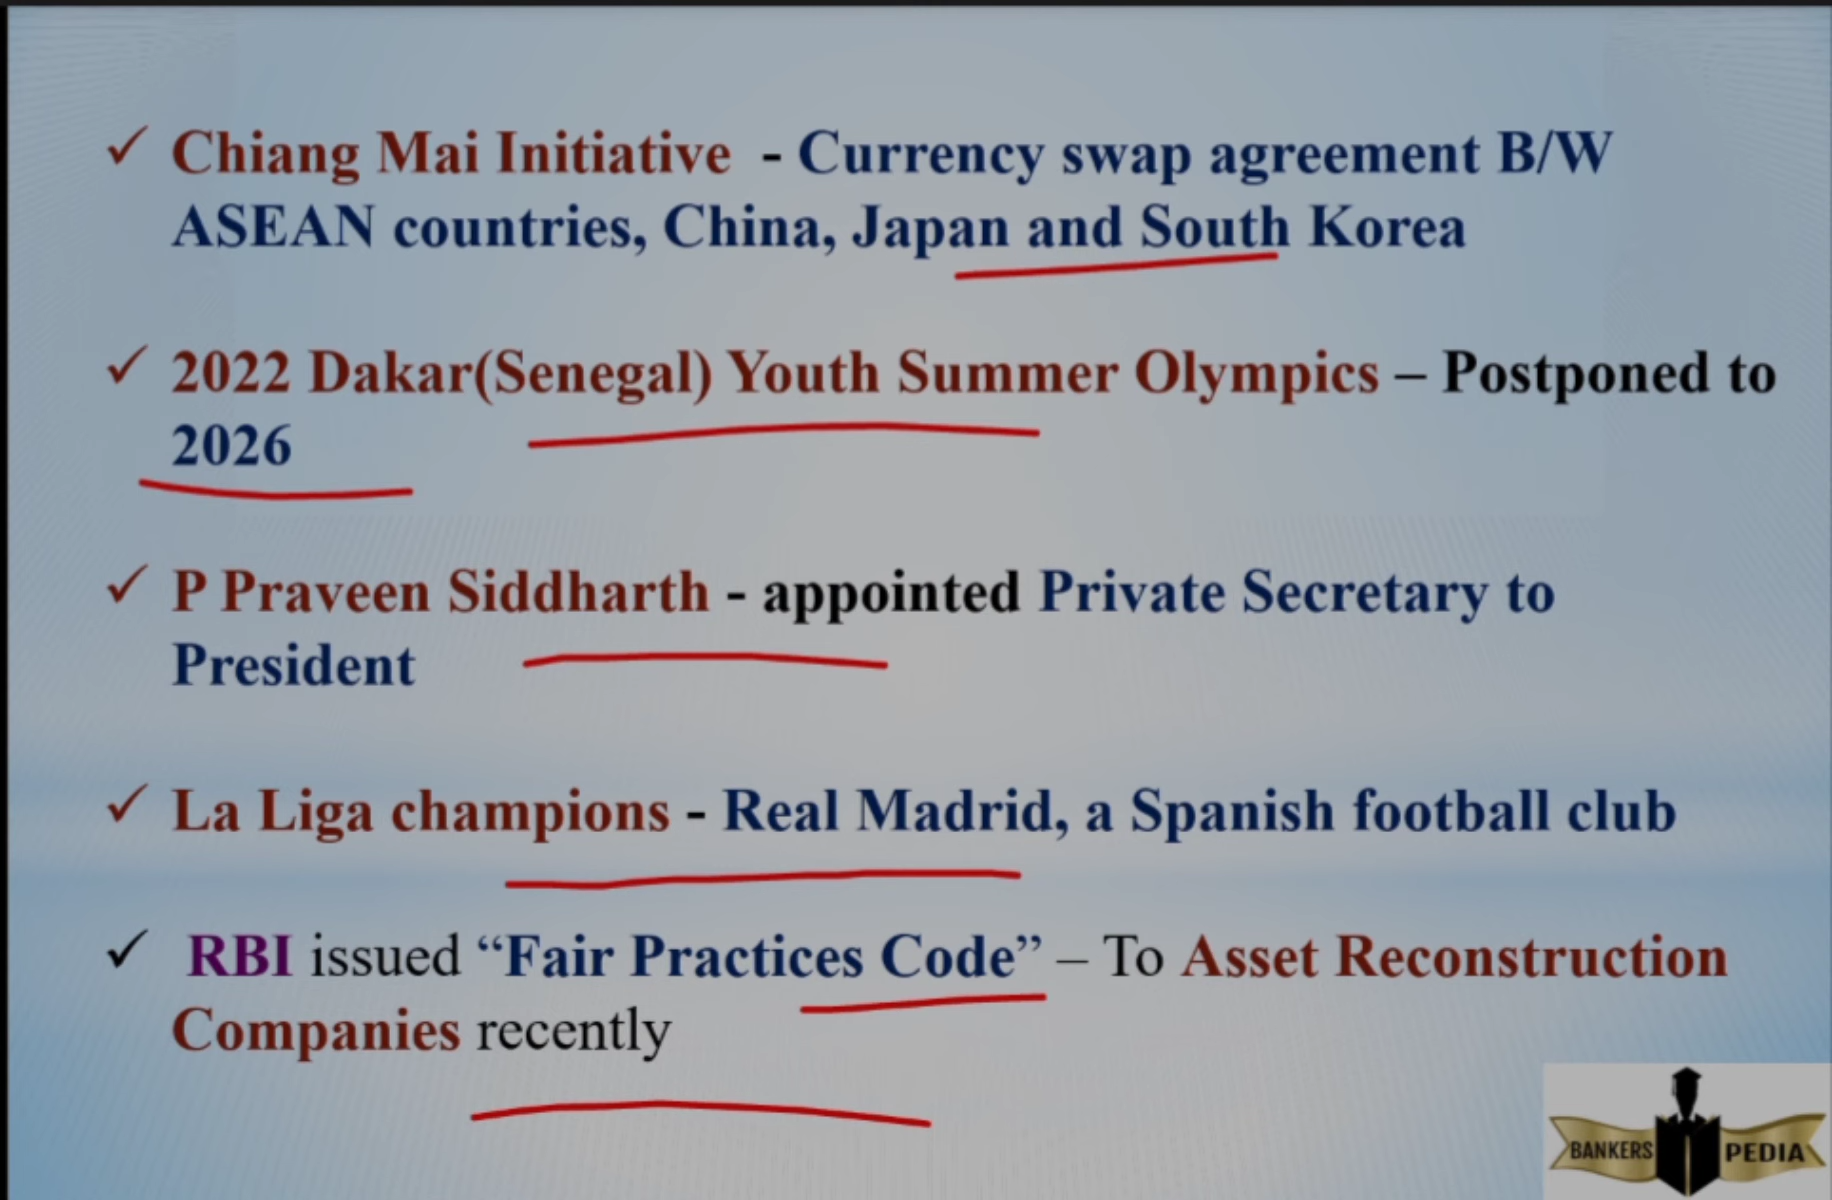 ✓ Chiang Mai Initiative - Currency swap agreement B/W
ASEAN countries, China, Japan and South Korea
✓ 2022 Dakar(Senegal) Youth Summer Olympics – Postponed to
2026
✓ P Praveen Siddharth - appointed Private Secretary to
President
✓ La Liga champions - Real Madrid, a Spanish football club
✓ RBI issued “Fair Practices Code” – To Asset Reconstruction
Companies recently
BANKERS PEDIA